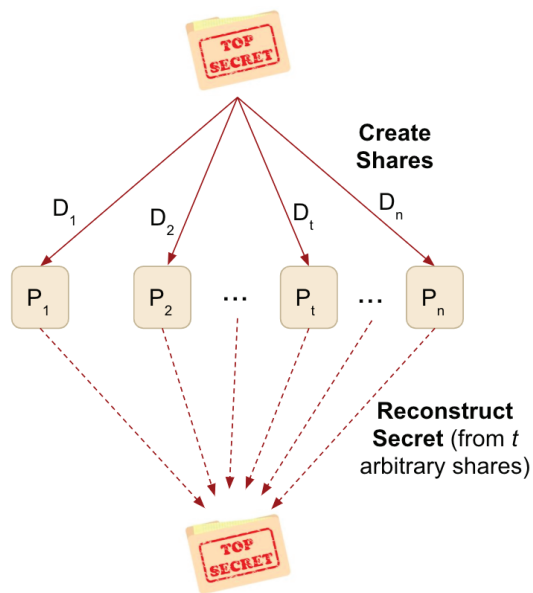 TOP
SECRET
Create
Shares
D1
D2
Dt
Dn
P1
P2
...
Pt
...
Pn
Reconstruct
Secret (from t
arbitrary shares)
TOP
SECRET